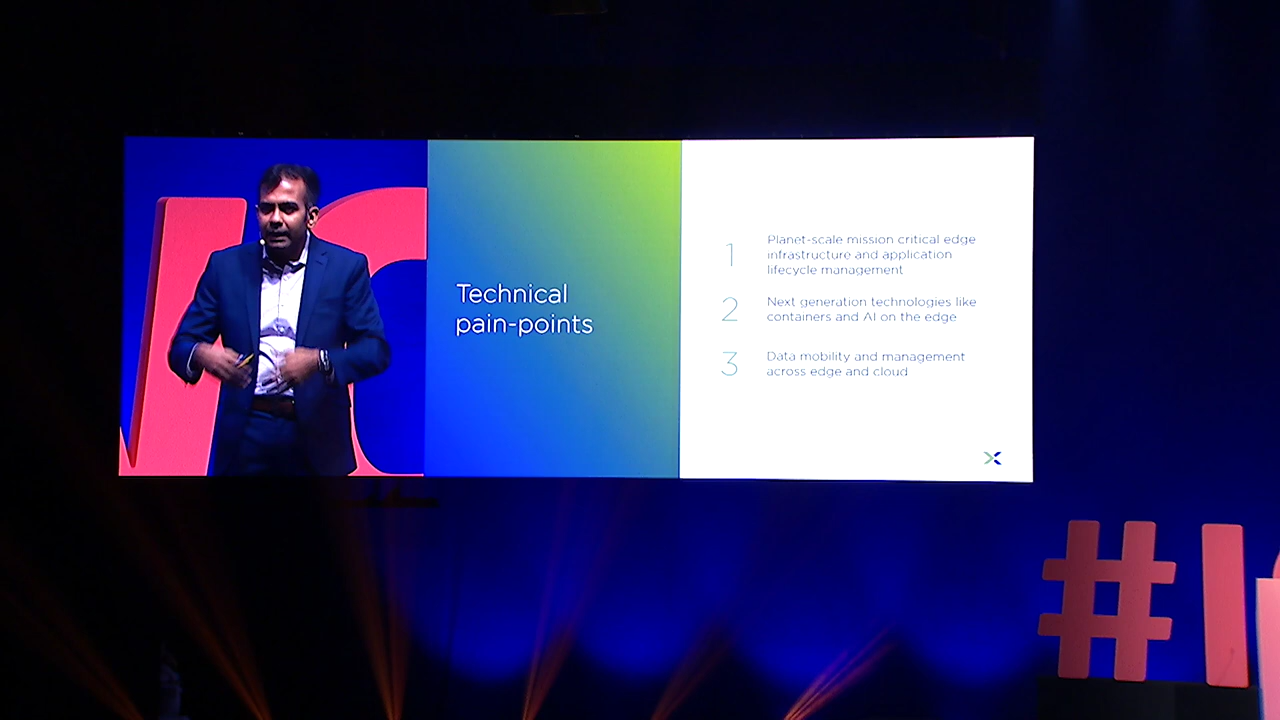 Technical
pain-points
1
Planet-scale mission critical edge
infrastructure and application
lifecycle management
2
Next generation technologies like
containers and AI on the edge
3
Data mobility and management
across edge and cloud
#I